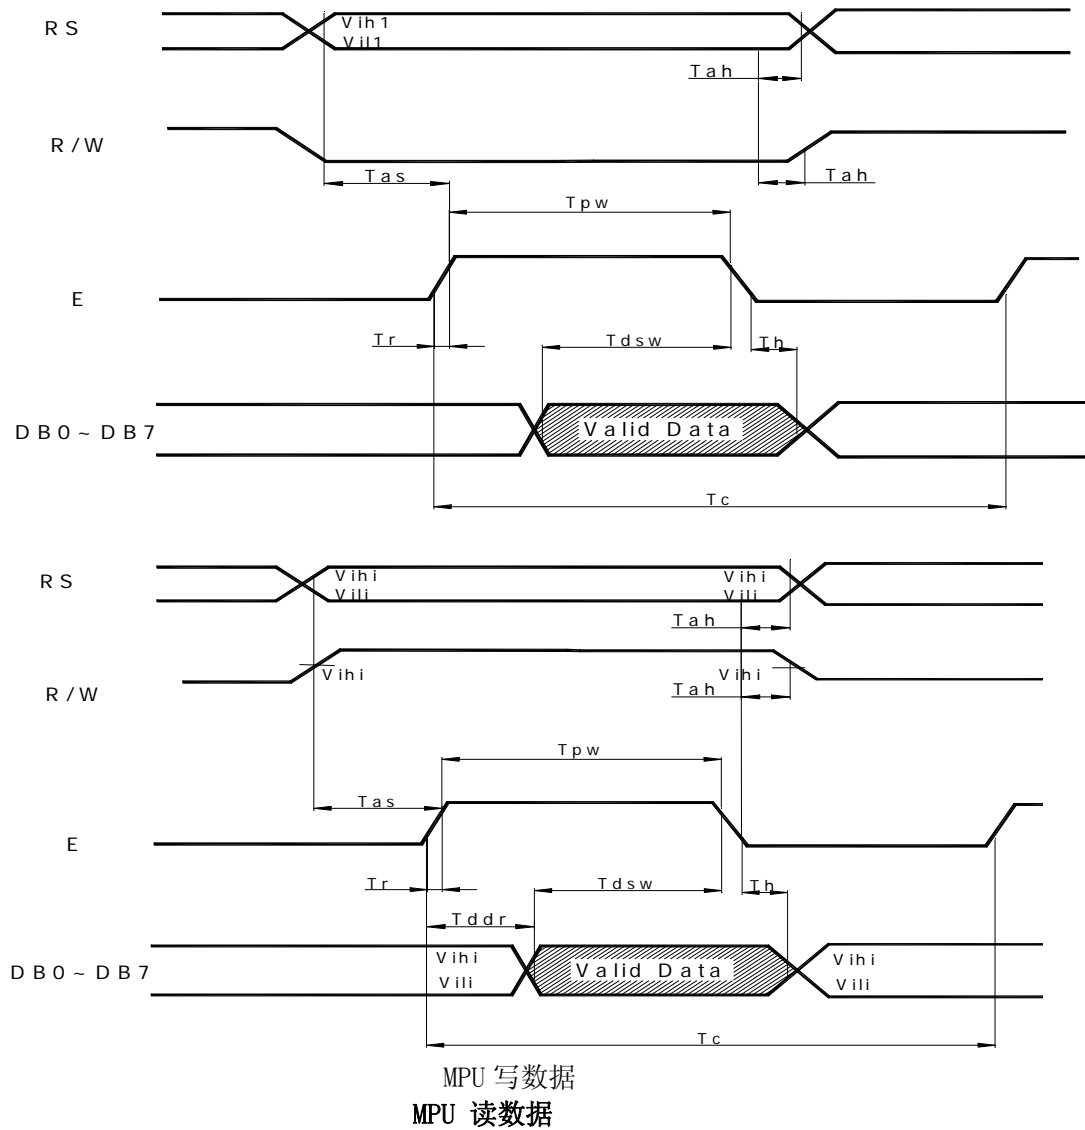 RS
Vih1
Vil1
Tah
R/W
Tas
Tah
Tpw
E
Tr
Tdsw
Th
DB0~DB7
Valid Data
Tc
RS
Vihi
Vihi
Vili
Vili
Tah
R/W
Vihi
Vihi
Tah
Tpw
Tas
E
Tr
Tdsw
Th
Tddr
DB0~DB7
Vihi
Valid Data
Vihi
Vili
Vili
Tc
MPU 写数据
MPU 读数据